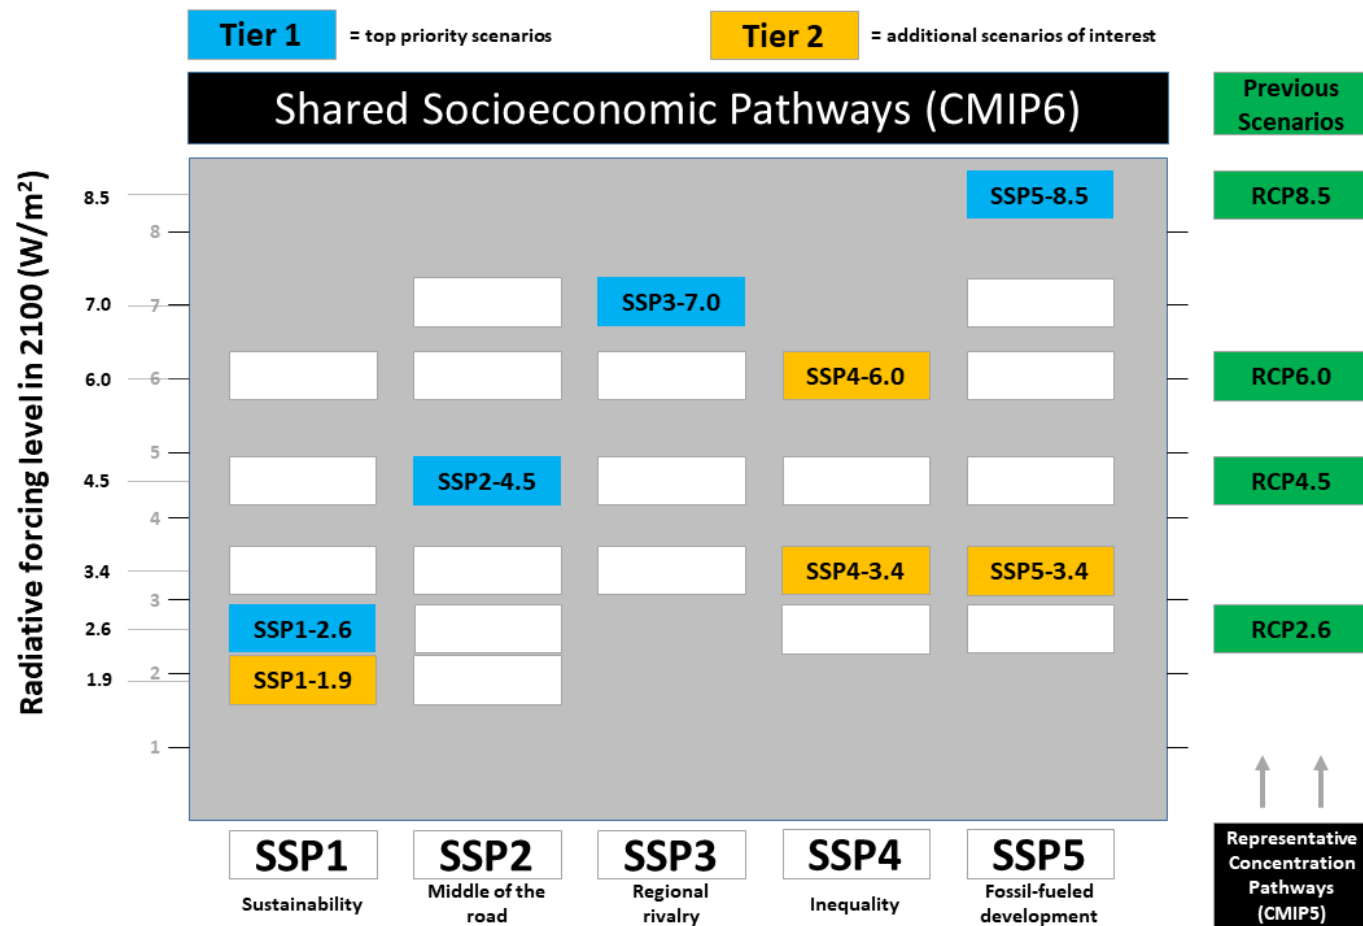 Tier 1 = top priority scenarios
Tier 2 = additional scenarios of interest
Shared Socioeconomic Pathways (CMIP6)
Previous
Scenarios
Radiative forcing level in 2100 (W/m²)
8.5
SSP5-8.5
RCP8.5
8
7.0
7
SSP3-7.0
6.0
6
SSP4-6.0
RCP6.0
5
4.5
SSP2-4.5
RCP4.5
4
3.4
SSP4-3.4
SSP5-3.4
3
2.6
SSP1-2.6
RCP2.6
2
1.9
SSP1-1.9
1
SSP1
Sustainability
SSP2
Middle of the
road
SSP3
Regional
rivalry
SSP4
Inequality
SSP5
Fossil-fueled
development
Representative
Concentration
Pathways
(CMIP5)